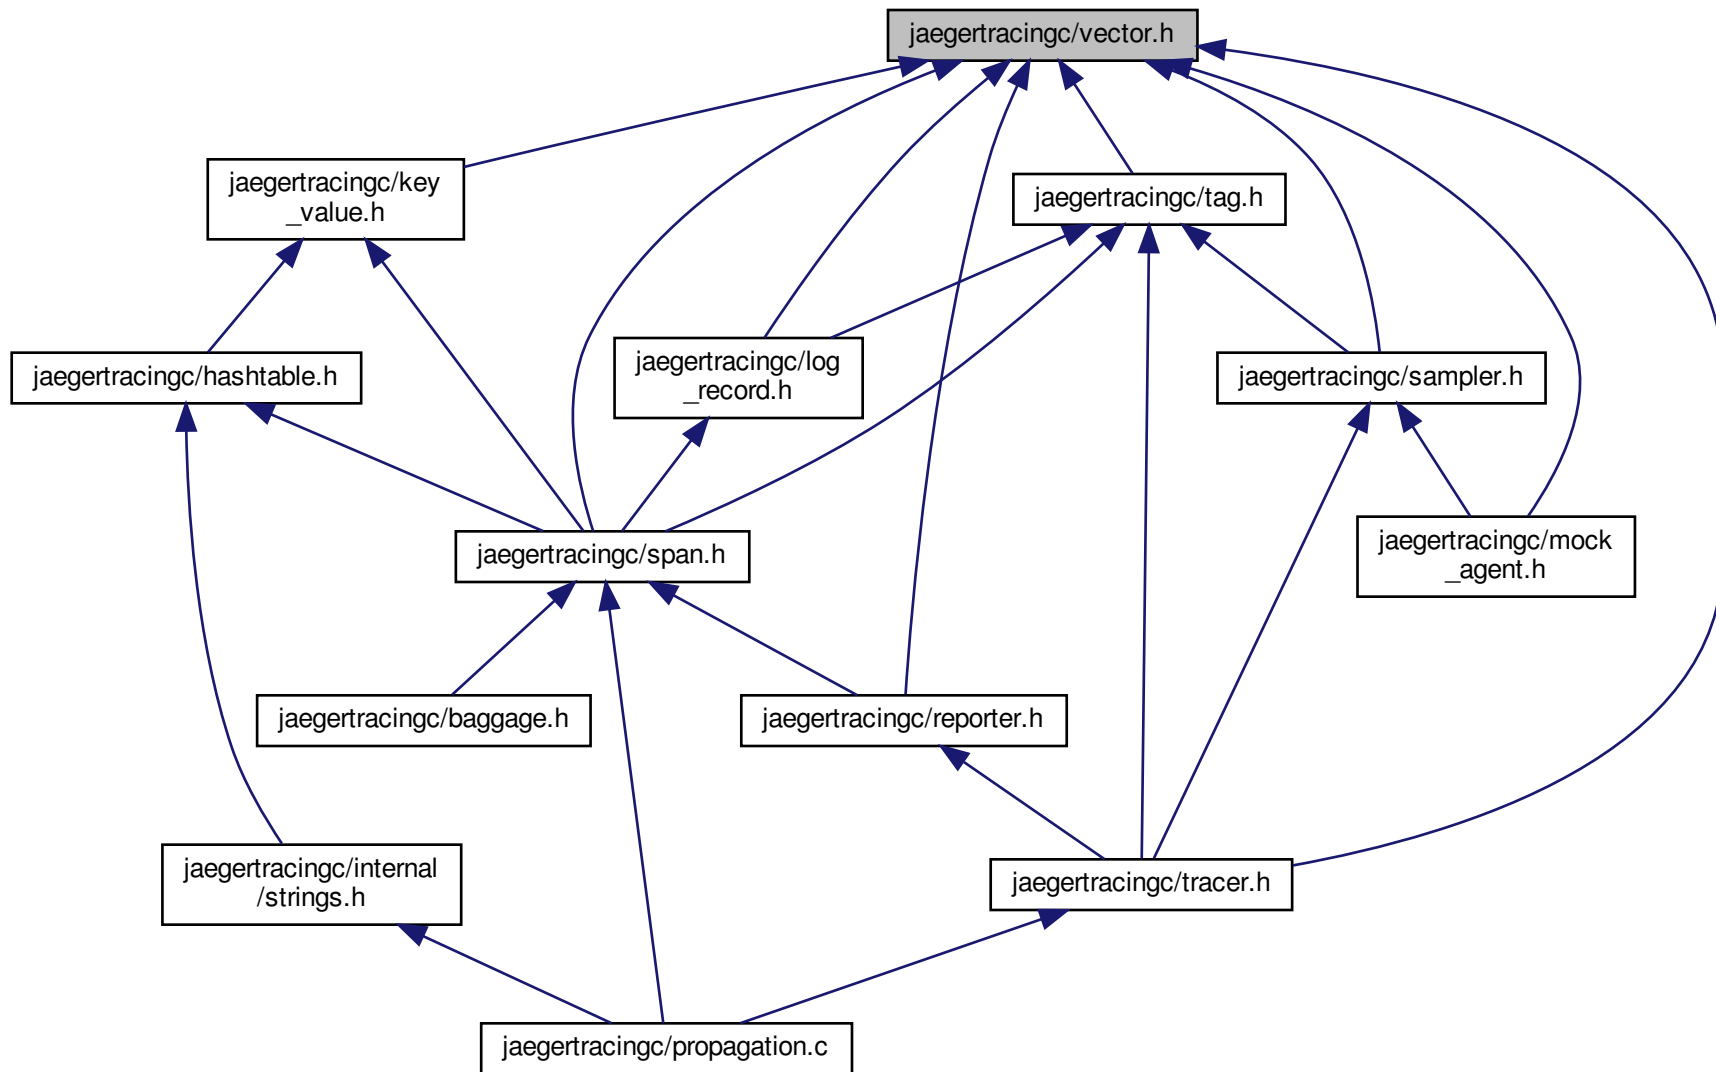 jaegertracingc/vector.h
jaegertracingc/key
_value.h
jaegertracingc/tag.h
jaegertracingc/hashtable.h
jaegertracingc/log
_record.h
jaegertracingc/sampler.h
jaegertracingc/span.h
jaegertracingc/mock
_agent.h
jaegertracingc/baggage.h
jaegertracingc/reporter.h
jaegertracingc/internal
/strings.h
jaegertracingc/tracer.h
jaegertracingc/propagation.c